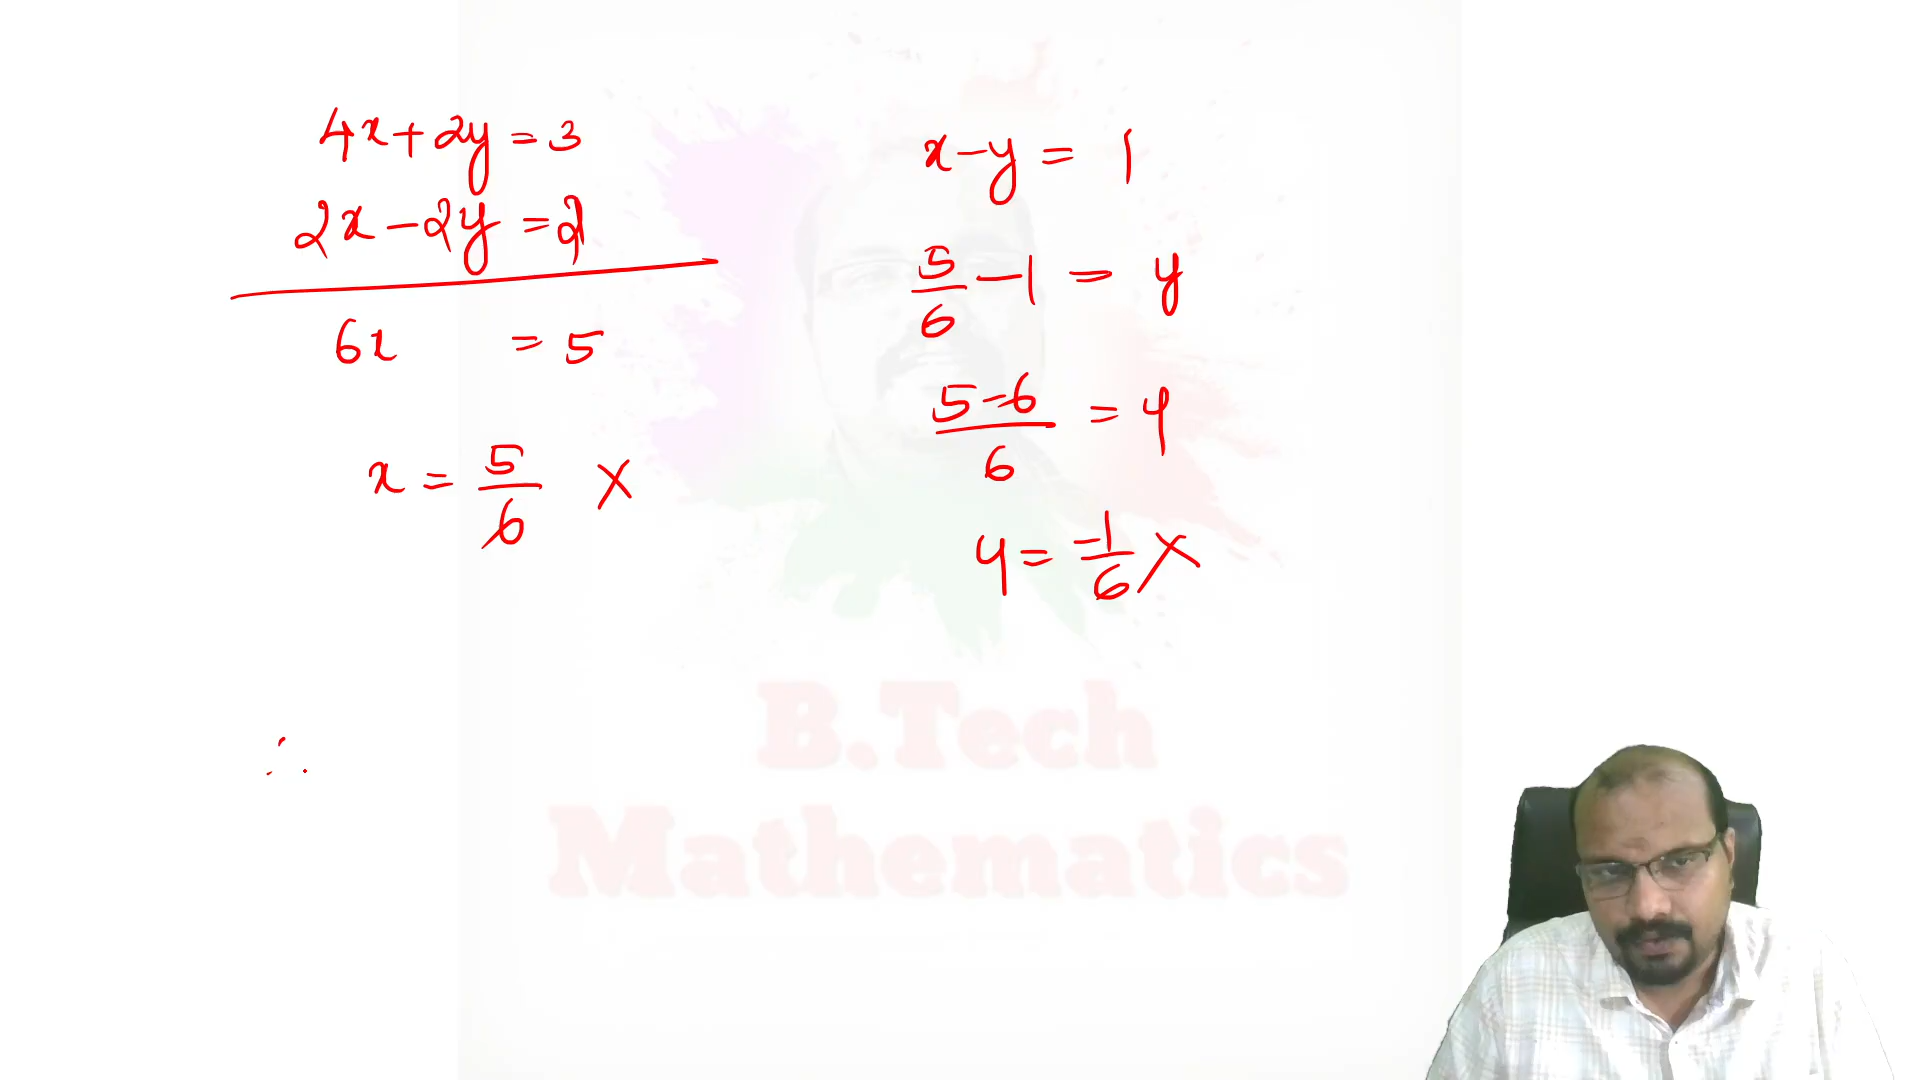 4x+2y=3
2x-2y=2
6x = 5
x = 5/6 X
x-y = 1
5/6 -1 = y
5-6/6 = y
y = -1/6 X
∴
B.Tech
Mathematics